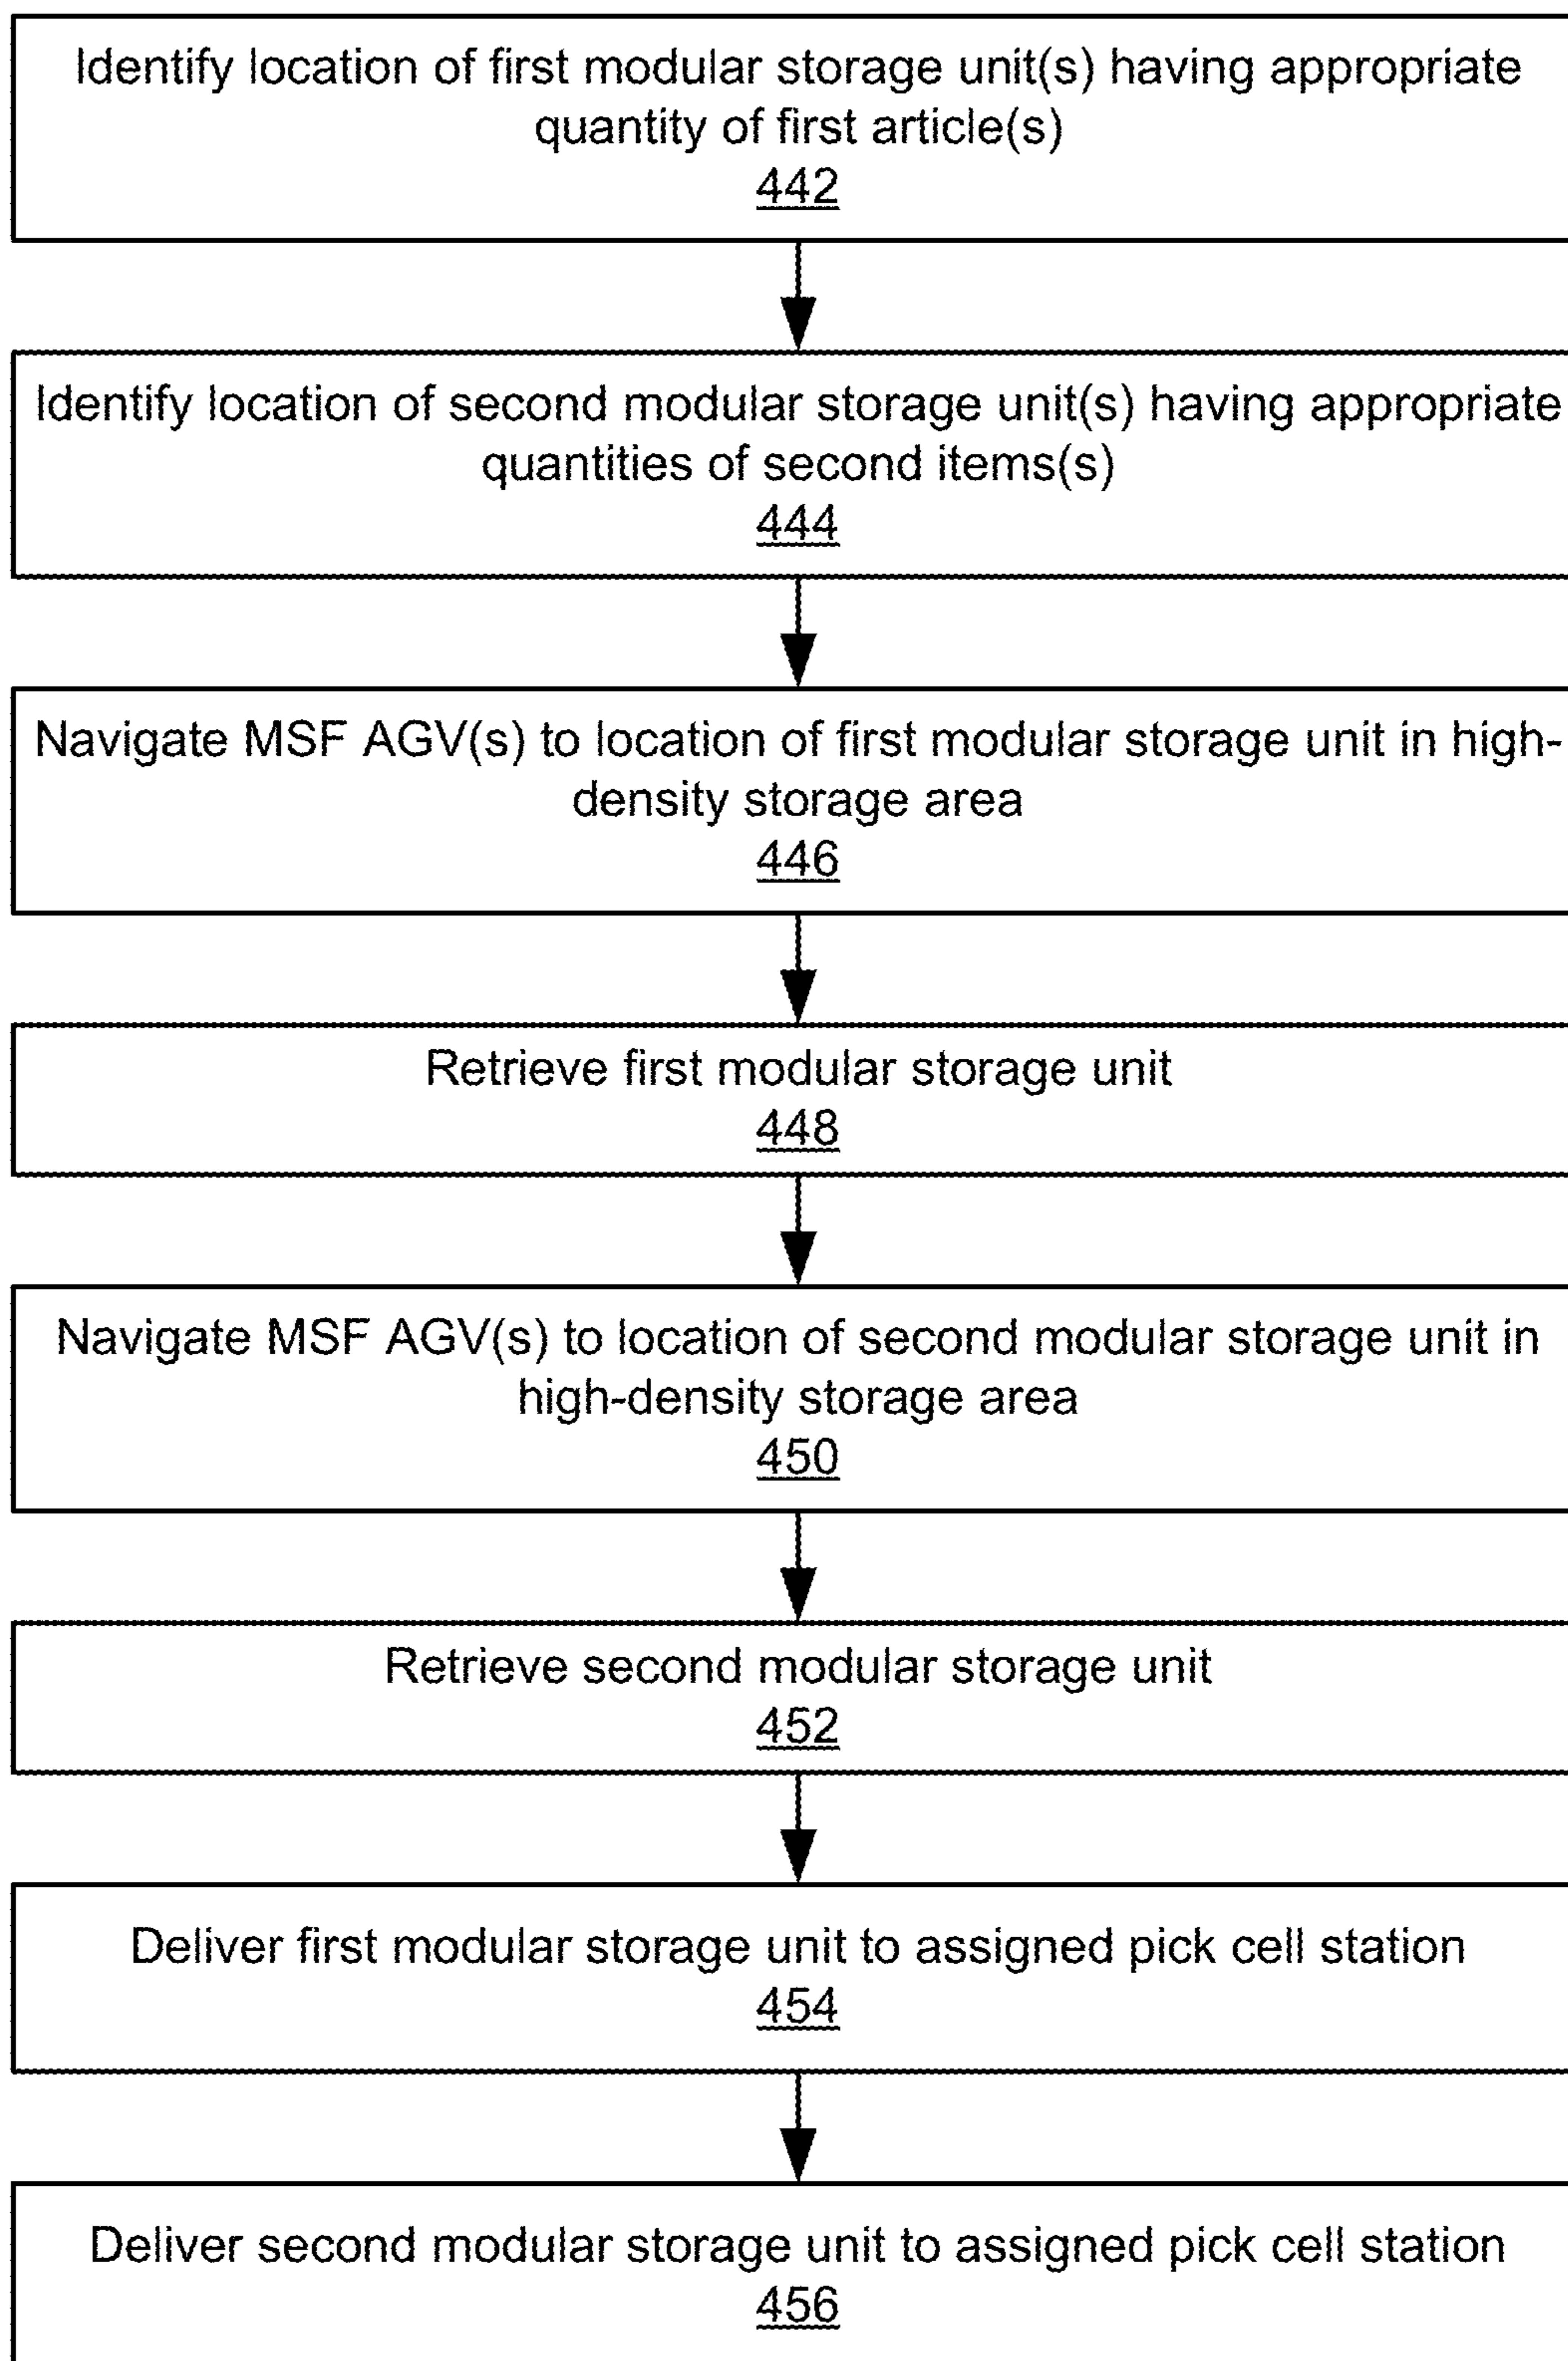 Identify location of first modular storage unit(s) having appropriate
quantity of first article(s)
442
Identify location of second modular storage unit(s) having appropriate
quantities of second items(s)
444
Navigate MSF AGV(s) to location of first modular storage unit in high-
density storage area
446
Retrieve first modular storage unit
448
Navigate MSF AGV(s) to location of second modular storage unit in
high-density storage area
450
Retrieve second modular storage unit
452
Deliver first modular storage unit to assigned pick cell station
454
Deliver second modular storage unit to assigned pick cell station
456